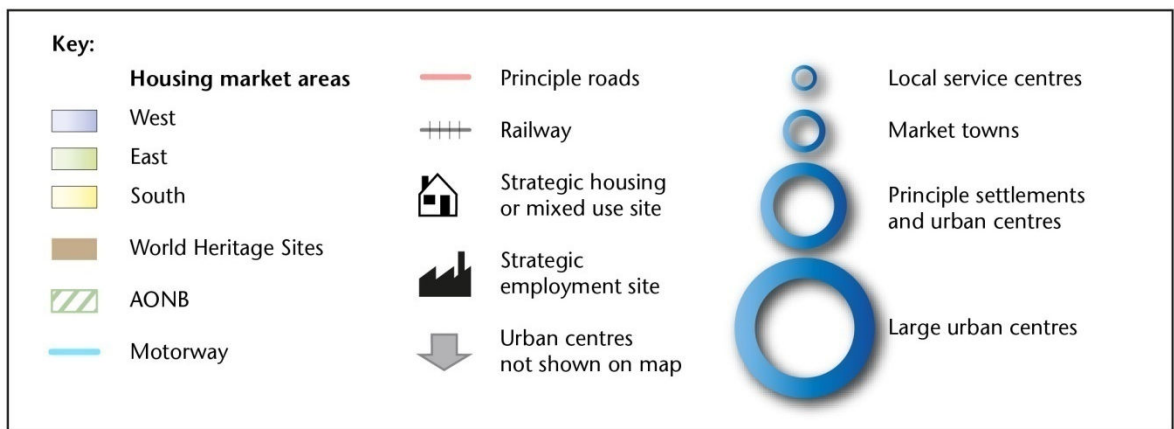 Key:
Housing market areas
West
East
South
World Heritage Sites
AONB
Motorway
Principle roads
Railway
Strategic housing
or mixed use site
Strategic
employment site
Urban centres
not shown on map
Local service centres
Market towns
Principle settlements
and urban centres
Large urban centres